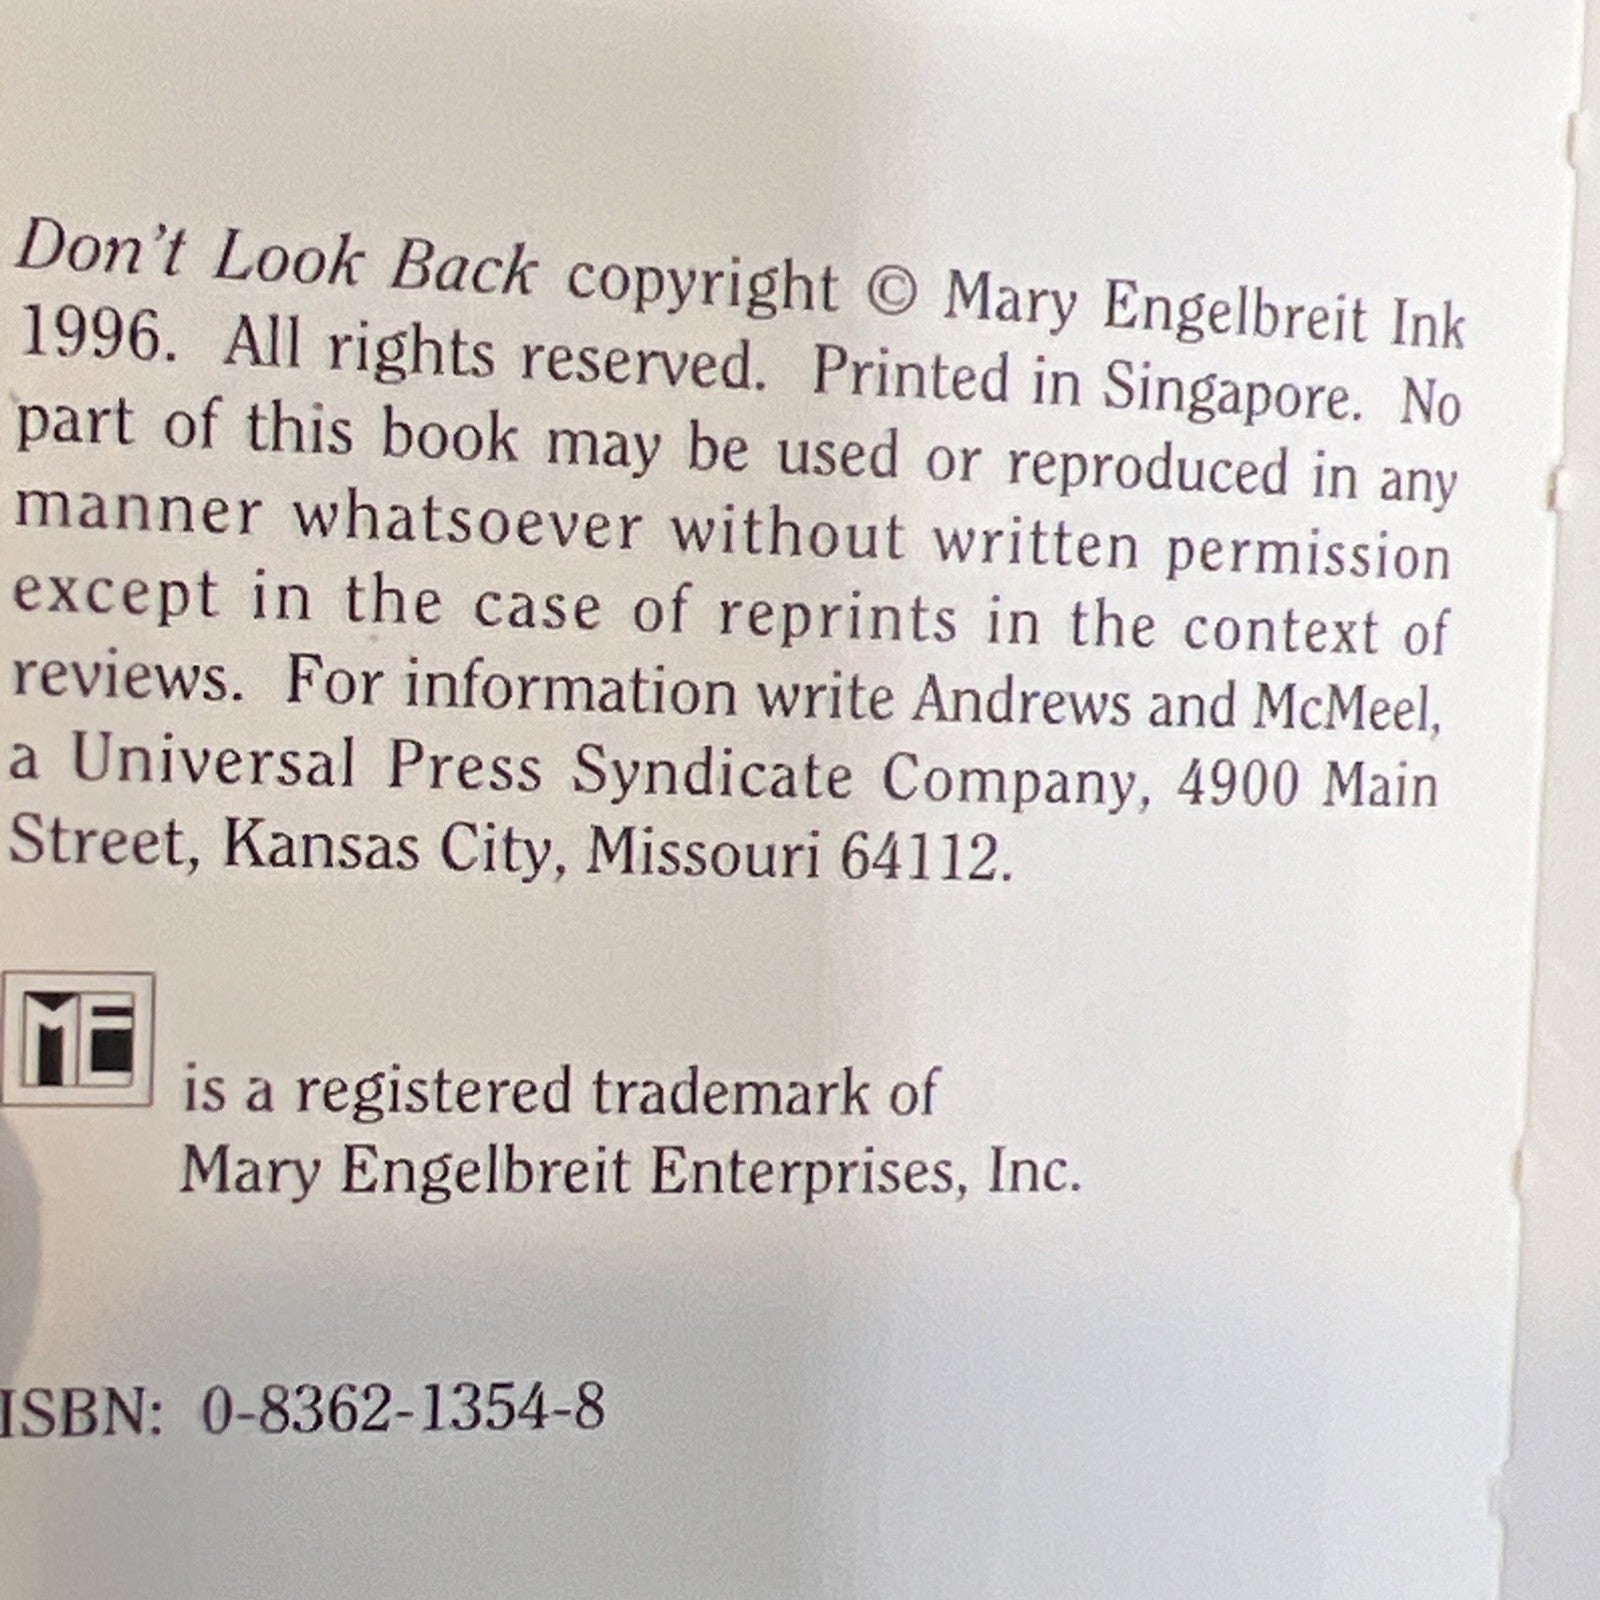 Don't Look Back copyright © Mary Engelbreit Ink
1996. All rights reserved. Printed in Singapore. No
part of this book may be used or reproduced in any
manner whatsoever without written permission
except in the case of reprints in the context of
reviews. For information write Andrews and McMeel,
a Universal Press Syndicate Company, 4900 Main
Street, Kansas City, Missouri 64112.
ME
is a registered trademark of
Mary Engelbreit Enterprises, Inc.
ISBN: 0-8362-1354-8